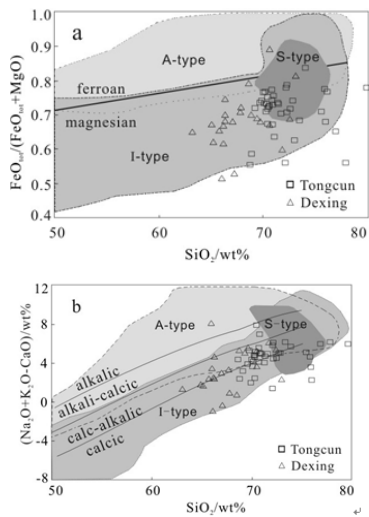 a
1.0
0.9
0.8
0.7
0.6
0.5
0.4
FeOtot/(FeOtot+MgO)
A-type
S-type
ferroan
magnesian
I-type
□ Tongcun
△ Dexing
50 60 70 80
SiO2/wt%
b
12
8
4
0
-4
-8
(Na2O+K2O-CaO)/wt%
A-type
S-type
alkalic
alkali-calcic
calc-alkalic
calcic
I-type
□ Tongcun
△ Dexing
50 60 70 80
SiO2/wt%